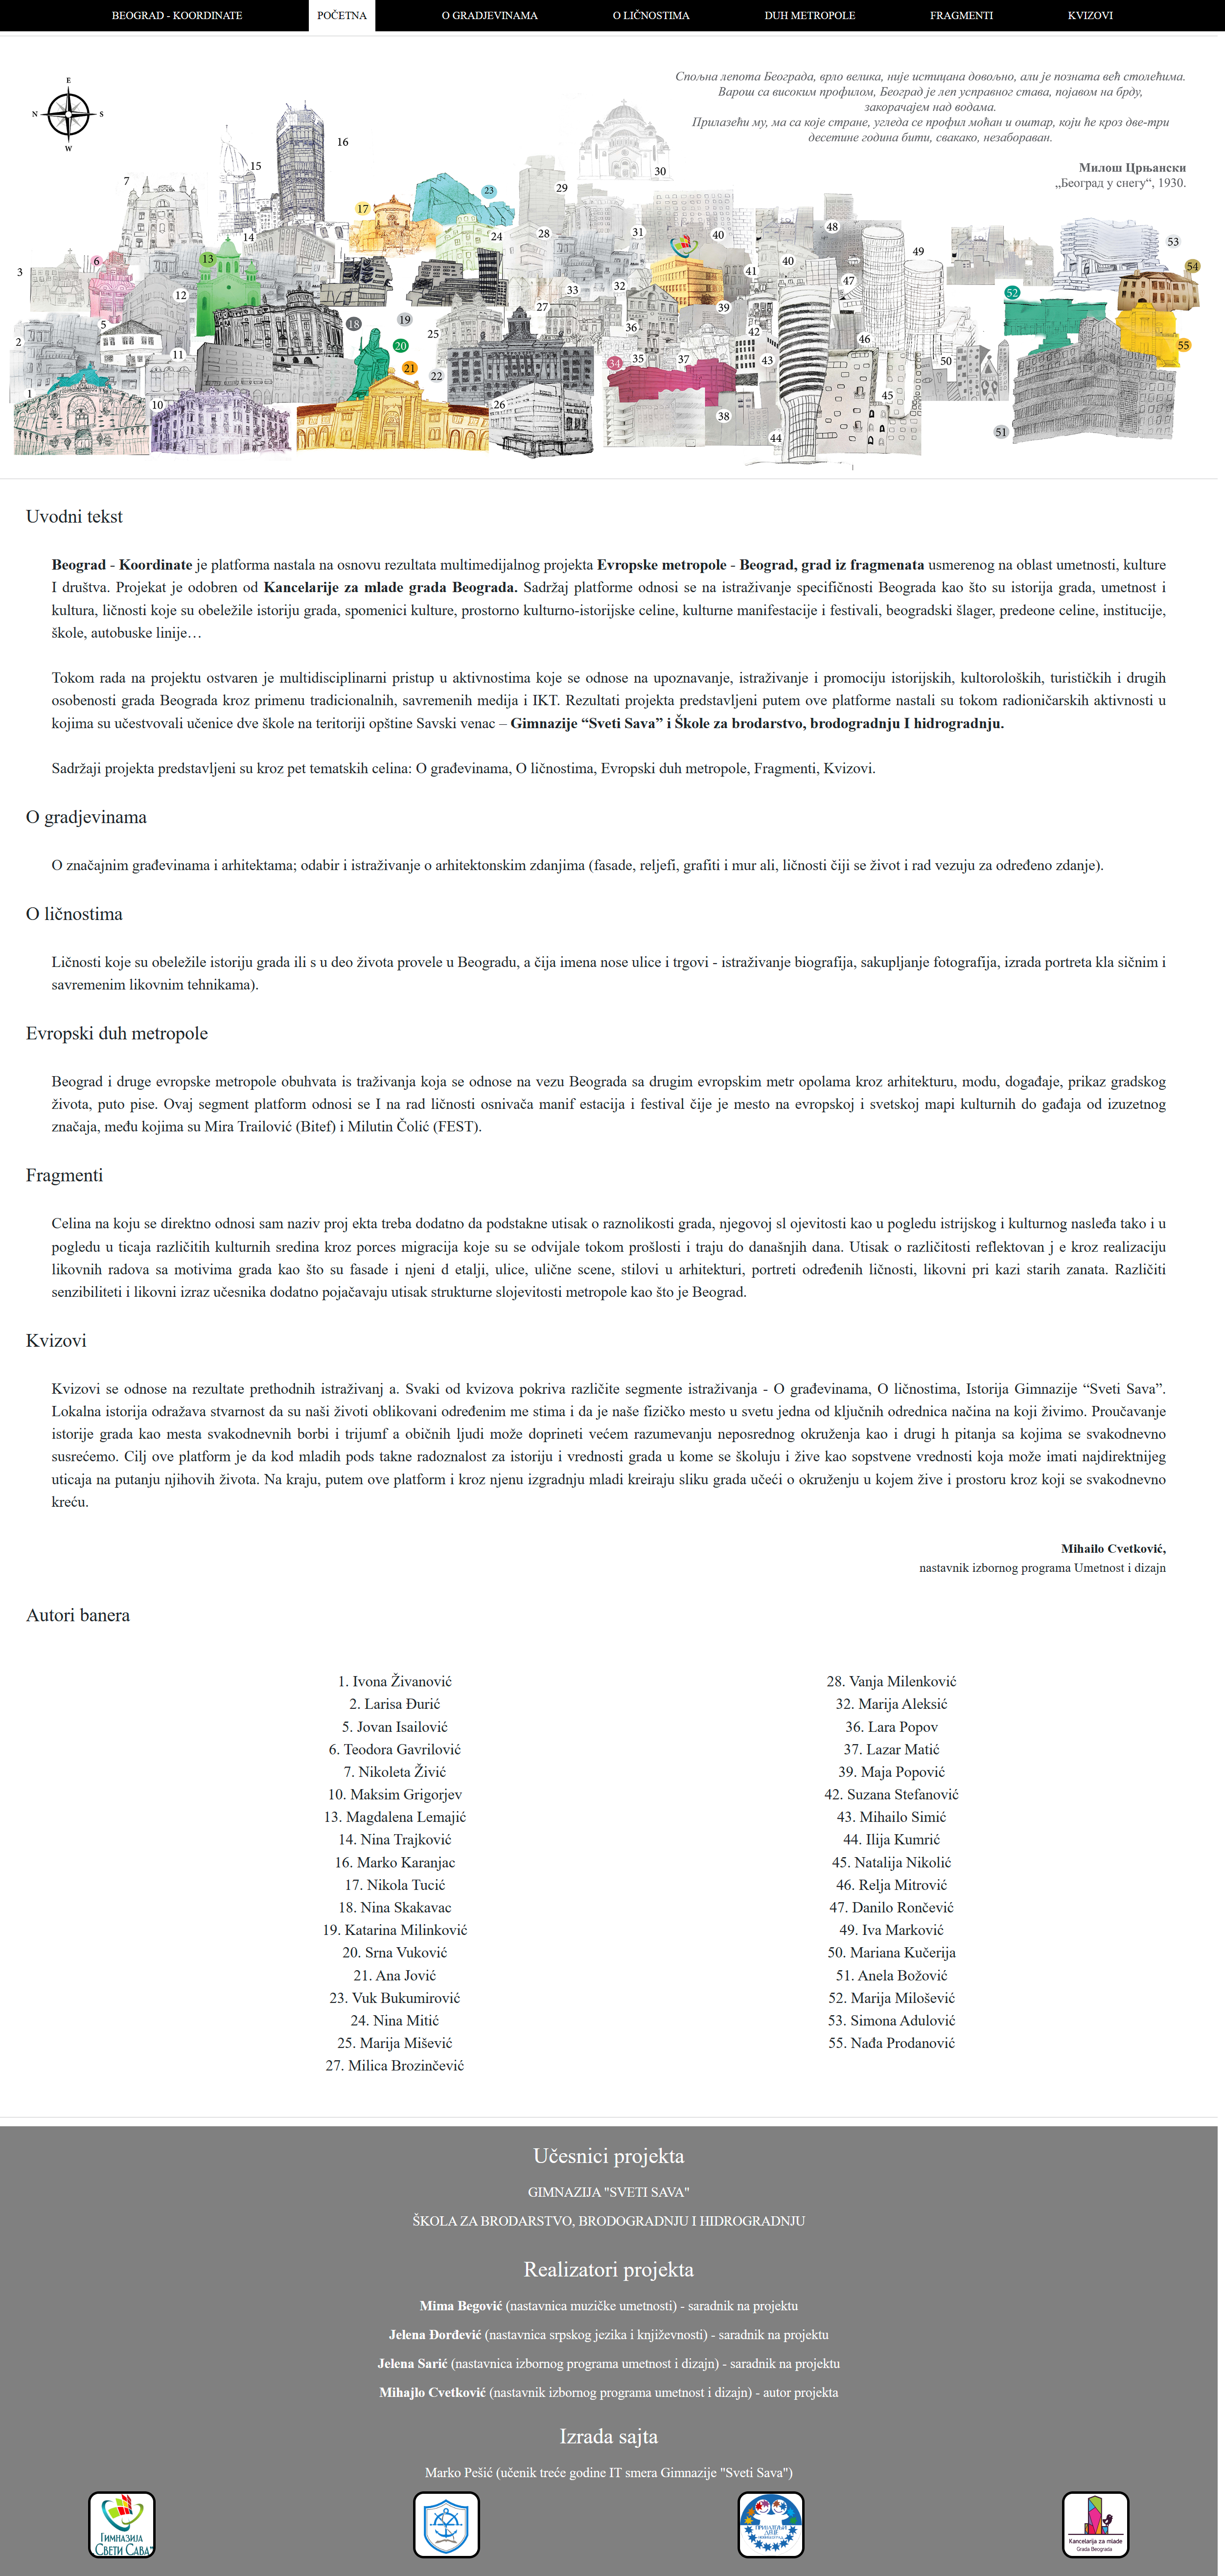 BEOGRAD - KOORDINATE POČETNA O GRADJEVINAMA O LIČNOSTIMA DUH METROPOLE FRAGMENTI KVIZOVI
Спољна лепота Београда, врло велика, није истицана довољно, али је позната већ столећима.
Варош са високим профилом, Београд је леп усправног става, појавом на брду,
закорачајем над водама.
Прилазећи му, ма са које стране, угледа се профил моћан и оштар, који ће кроз две-три
десетине година бити, свакако, незабораван.
Милош Црњански
„Београд у снегу“, 1930.
E
N S
W
16
15
30
7
29
23
17
48
14
28
31
40
24
53
49
13
6
40
54
3
41
47
33
32
52
12
39
27
19
18
5
36
42
25
46
2
20
55
11
35
37
43
50
34
21
22
1
45
10
26
38
51
44
Uvodni tekst
Beograd - Koordinate je platforma nastala na osnovu rezultata multimedijalnog projekta Evropske metropole - Beograd, grad iz fragmenata usmerenog na oblast umetnosti, kulture
I društva. Projekat je odobren od Kancelarije za mlade grada Beograda. Sadržaj platforme odnosi se na istraživanje specifičnosti Beograda kao što su istorija grada, umetnost i
kultura, ličnosti koje su obeležile istoriju grada, spomenici kulture, prostorno kulturno-istorijske celine, kulturne manifestacije i festivali, beogradski šlager, predeone celine, institucije,
škole, autobuske linije…
Tokom rada na projektu ostvaren je multidisciplinarni pristup u aktivnostima koje se odnose na upoznavanje, istraživanje i promociju istorijskih, kultoroloških, turističkih i drugih
osobenosti grada Beograda kroz primenu tradicionalnih, savremenih medija i IKT. Rezultati projekta predstavljeni putem ove platforme nastali su tokom radioničarskih aktivnosti u
kojima su učestvovali učenice dve škole na teritoriji opštine Savski venac – Gimnazije “Sveti Sava” i Škole za brodarstvo, brodogradnju I hidrogradnju.
Sadržaji projekta predstavljeni su kroz pet tematskih celina: O građevinama, O ličnostima, Evropski duh metropole, Fragmenti, Kvizovi.
O gradjevinama
O značajnim građevinama i arhitektama; odabir i istraživanje o arhitektonskim zdanjima (fasade, reljefi, grafiti i mur ali, ličnosti čiji se život i rad vezuju za određeno zdanje).
O ličnostima
Ličnosti koje su obeležile istoriju grada ili s u deo života provele u Beogradu, a čija imena nose ulice i trgovi - istraživanje biografija, sakupljanje fotografija, izrada portreta kla sičnim i
savremenim likovnim tehnikama).
Evropski duh metropole
Beograd i druge evropske metropole obuhvata is traživanja koja se odnose na vezu Beograda sa drugim evropskim metr opolama kroz arhitekturu, modu, događaje, prikaz gradskog
života, puto pise. Ovaj segment platform odnosi se I na rad ličnosti osnivača manif estacija i festival čije je mesto na evropskoj i svetskoj mapi kulturnih do gađaja od izuzetnog
značaja, među kojima su Mira Trailović (Bitef) i Milutin Čolić (FEST).
Fragmenti
Celina na koju se direktno odnosi sam naziv proj ekta treba dodatno da podstakne utisak o raznolikosti grada, njegovoj sl ojevitosti kao u pogledu istrijskog i kulturnog nasleđa tako i u
pogledu u ticaja različitih kulturnih sredina kroz porces migracija koje su se odvijale tokom prošlosti i traju do današnjih dana. Utisak o različitosti reflektovan j e kroz realizaciju
likovnih radova sa motivima grada kao što su fasade i njeni d etalji, ulice, ulične scene, stilovi u arhitekturi, portreti određenih ličnosti, likovni pri kazi starih zanata. Različiti
senzibiliteti i likovni izraz učesnika dodatno pojačavaju utisak strukturne slojevitosti metropole kao što je Beograd.
Kvizovi
Kvizovi se odnose na rezultate prethodnih istraživanj a. Svaki od kvizova pokriva različite segmente istraživanja - O građevinama, O ličnostima, Istorija Gimnazije “Sveti Sava”.
Lokalna istorija odražava stvarnost da su naši životi oblikovani određenim me stima i da je naše fizičko mesto u svetu jedna od ključnih odrednica načina na koji živimo. Proučavanje
istorije grada kao mesta svakodnevnih borbi i trijumf a običnih ljudi može doprineti većem razumevanju neposrednog okruženja kao i drugi h pitanja sa kojima se svakodnevno
susrećemo. Cilj ove platform je da kod mladih pods takne radoznalost za istoriju i vrednosti grada u kome se školuju i žive kao sopstvene vrednosti koja može imati najdirektnijeg
uticaja na putanju njihovih života. Na kraju, putem ove platform i kroz njenu izgradnju mladi kreiraju sliku grada učeći o okruženju u kojem žive i prostoru kroz koji se svakodnevno
kreću.
Mihailo Cvetković,
nastavnik izbornog programa Umetnost i dizajn
Autori banera
1. Ivona Živanović
2. Larisa Đurić
5. Jovan Isailović
6. Teodora Gavrilović
7. Nikoleta Živić
10. Maksim Grigorjev
13. Magdalena Lemajić
14. Nina Trajković
16. Marko Karanjac
17. Nikola Tucić
18. Nina Skakavac
19. Katarina Milinković
20. Srna Vuković
21. Ana Jović
23. Vuk Bukumirović
24. Nina Mitić
25. Marija Mišević
27. Milica Brozinčević
28. Vanja Milenković
32. Marija Aleksić
36. Lara Popov
37. Lazar Matić
39. Maja Popović
42. Suzana Stefanović
43. Mihailo Simić
44. Ilija Kumrić
45. Natalija Nikolić
46. Relja Mitrović
47. Danilo Rončević
49. Iva Marković
50. Mariana Kučerija
51. Anela Božović
52. Marija Milošević
53. Simona Adulović
55. Nađa Prodanović
Učesnici projekta
GIMNAZIJA "SVETI SAVA"
ŠKOLA ZA BRODARSTVO, BRODOGRADNJU I HIDROGRADNJU
Realizatori projekta
Mima Begović (nastavnica muzičke umetnosti) - saradnik na projektu
Jelena Đorđević (nastavnica srpskog jezika i književnosti) - saradnik na projektu
Jelena Sarić (nastavnica izbornog programa umetnost i dizajn) - saradnik na projektu
Mihajlo Cvetković (nastavnik izbornog programa umetnost i dizajn) - autor projekta
Izrada sajta
Marko Pešić (učenik treće godine IT smera Gimnazije "Sveti Sava")
Гимназија
Свети Сава
Kancelarija za mlade
Grada Beograda